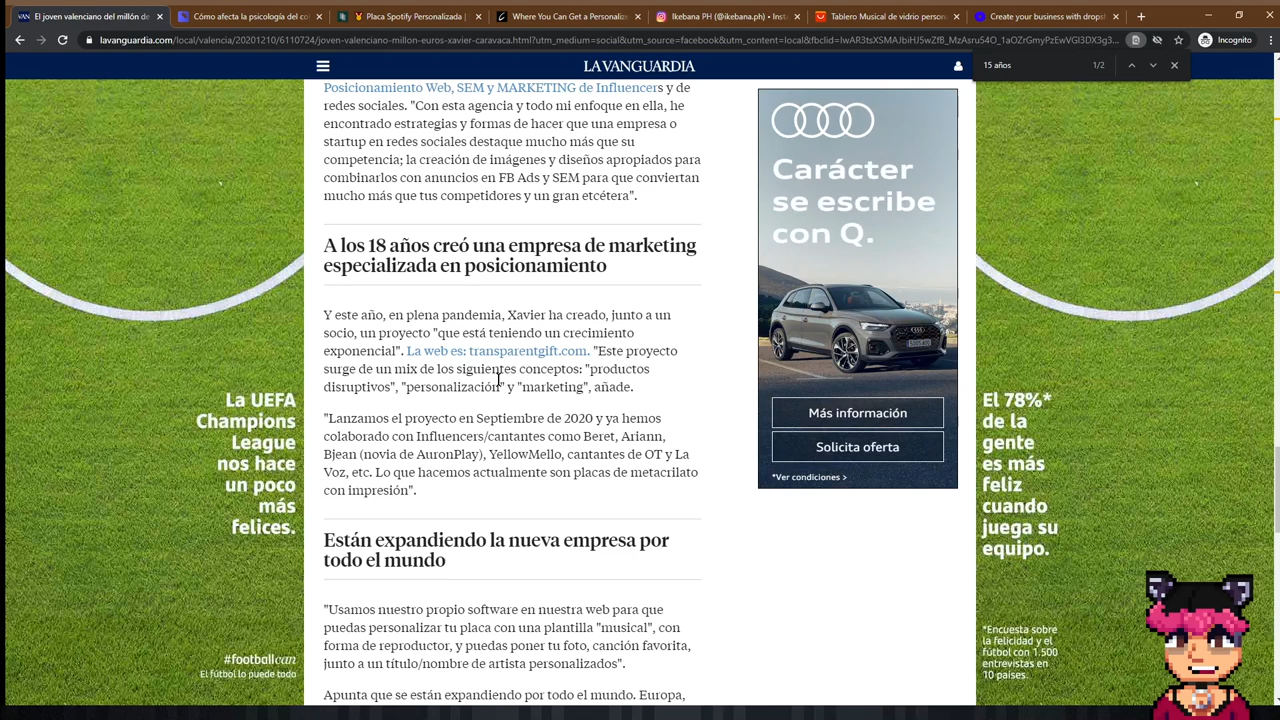 El joven valenciano del millón de
Cómo afecta la psicología del co
Placa Spotify Personalizada |
Where You Can Get a Personaliz
Ikebana PH (@ikebana.ph) • Inst
Tablero Musical de vidrio person
Create your business with dropsh
lavanguardia.com/local/valencia/20201210/6110724/joven-valenciano-millon-euros-xavier-caravaca.html?utm_medium=social&utm_source=facebook&utm_content=local&fbclid=
Incognito
15 años
1/2
LAVANGUARDIA
Posicionamiento Web, SEM y MARKETING de Influencers y de
redes sociales. "Con esta agencia y todo mi enfoque en ella, he
encontrado estrategias y formas de hacer que una empresa o
startup en redes sociales destaque mucho más que su
competencia; la creación de imágenes y diseños apropiados para
combinarlos con anuncios en FB Ads y SEM para que conviertan
mucho más que tus competidores y un gran etcétera".
A los 18 años creó una empresa de marketing
especializada en posicionamiento
Y este año, en plena pandemia, Xavier ha creado, junto a un
socio, un proyecto "que está teniendo un crecimiento
exponencial". La web es: transparentgift.com. "Este proyecto
surge de un mix de los siguientes conceptos: "productos
disruptivos", "personalización" y "marketing", añade.
"Lanzamos el proyecto en Septiembre de 2020 y ya hemos
colaborado con Influencers/cantantes como Beret, Ariann,
Bjean (novia de AuronPlay), YellowMello, cantantes de OT y La
Voz, etc. Lo que hacemos actualmente son placas de metacrilato
con impresión".
Están expandiendo la nueva empresa por
todo el mundo
"Usamos nuestro propio software en nuestra web para que
puedas personalizar tu placa con una plantilla "musical", con
forma de reproductor, y puedas poner tu foto, canción favorita,
junto a un título/nombre de artista personalizados".
Apunta que se están expandiendo por todo el mundo. Europa,
Carácter
se escribe
con Q.
Más información
Solicita oferta
*Ver condiciones >
La UEFA
Champions
League
nos hace
un poco
más
felices.
#footballcan
El fútbol lo puede todo
El 78%*
de la
gente
es más
feliz
cuando
juega su
equipo.
*Encuesta sobre
la felicidad y el
fútbol con 1.500
entrevistas en
10 países.